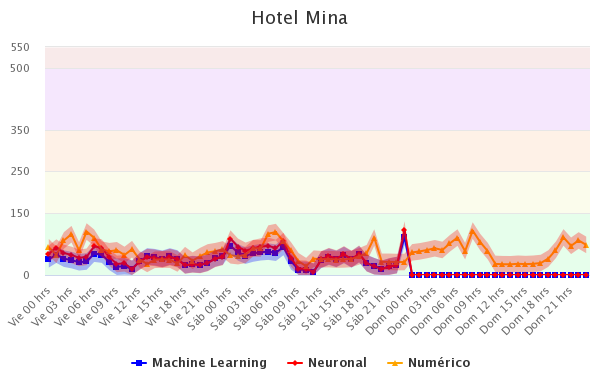 Hotel Mina
550
500
350
250
150
0
Vie 00 hrs
Vie 03 hrs
Vie 06 hrs
Vie 09 hrs
Vie 12 hrs
Vie 15 hrs
Vie 18 hrs
Vie 21 hrs
Sáb 00 hrs
Sáb 03 hrs
Sáb 06 hrs
Sáb 09 hrs
Sáb 12 hrs
Sáb 15 hrs
Sáb 18 hrs
Sáb 21 hrs
Dom 00 hrs
Dom 03 hrs
Dom 06 hrs
Dom 09 hrs
Dom 12 hrs
Dom 15 hrs
Dom 18 hrs
Dom 21 hrs
Machine Learning Neuronal Numérico